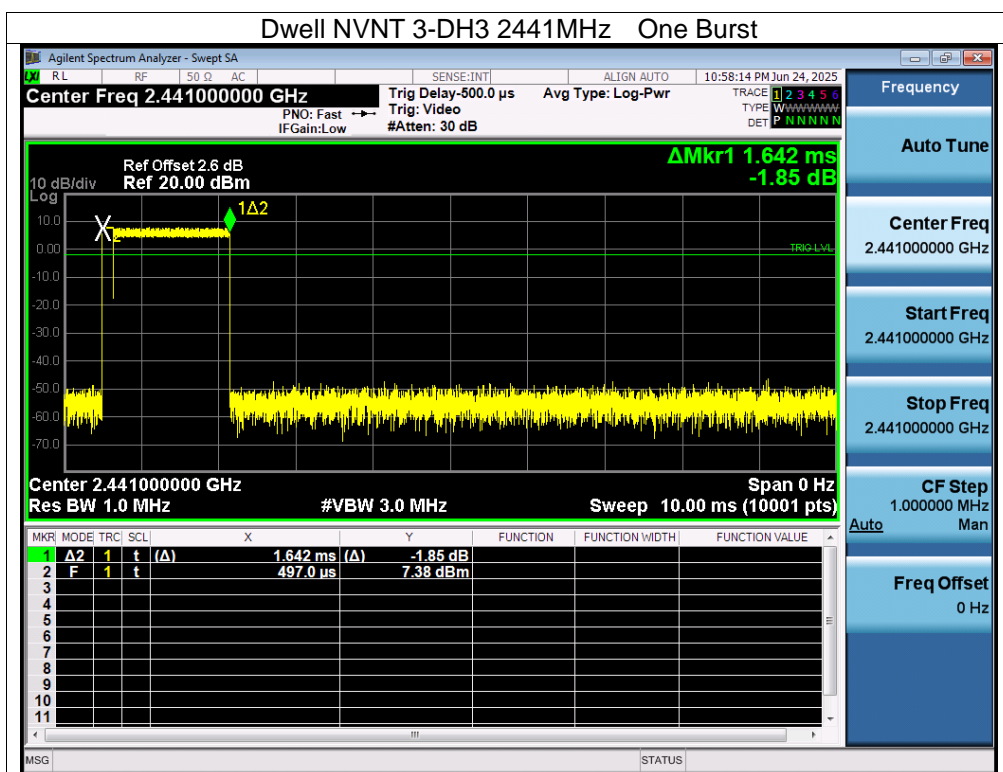 Dwell NVNT 3-DH3 2441MHz One Burst
Agilent Spectrum Analyzer - Swept SA
LXI RL RF 50 Ω AC SENSE:INT ALIGN AUTO 10:58:14 PM Jun 24, 2025
Center Freq 2.441000000 GHz
PNO: Fast
IFGain:Low
Trig Delay-500.0 µs
Trig: Video
#Atten: 30 dB
Avg Type: Log-Pwr
TRACE 1 2 3 4 5 6
TYPE WWWWWWW
DET P N N N N N
ΔMkr1 1.642 ms
-1.85 dB
Ref Offset 2.6 dB
10 dB/div Ref 20.00 dBm
Log
10.0
0.00
-10.0
-20.0
-30.0
-40.0
-50.0
-60.0
-70.0
1Δ2
2
TRIG LVL
Center 2.441000000 GHz Span 0 Hz
Res BW 1.0 MHz #VBW 3.0 MHz Sweep 10.00 ms (10001 pts)
MKR MODE TRC SCL X Y FUNCTION FUNCTION WIDTH FUNCTION VALUE
1 Δ2 1 t (Δ) 1.642 ms (Δ) -1.85 dB
2 F 1 t 497.0 µs 7.38 dBm
3
4
5
6
7
8
9
10
11
MSG STATUS
Frequency
Auto Tune
Center Freq
2.441000000 GHz
Start Freq
2.441000000 GHz
Stop Freq
2.441000000 GHz
CF Step
1.000000 MHz
Auto Man
Freq Offset
0 Hz